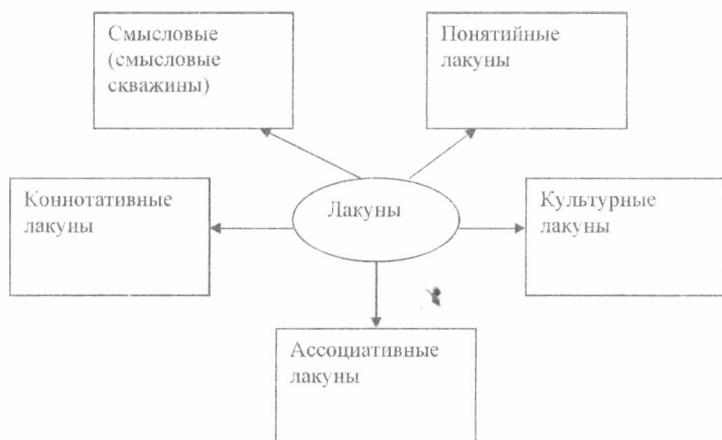 Смысловые
(смысловые
скважины)
Понятийные
лакуны
Коннотативные
лакуны
Лакуны
Культурные
лакуны
Ассоциативные
лакуны